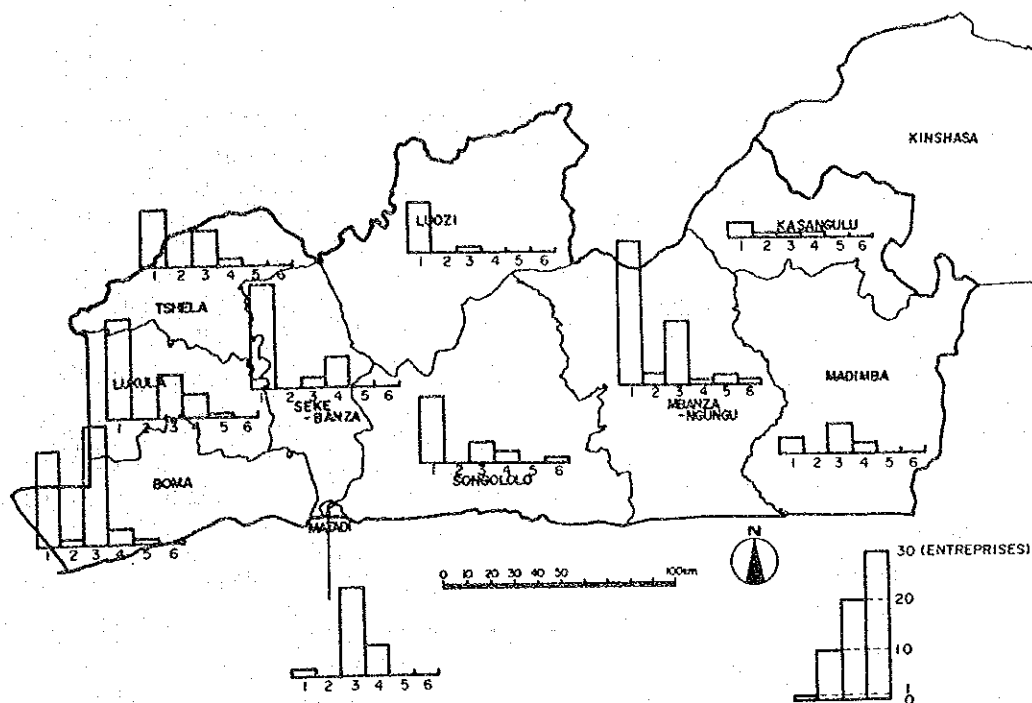 KINSHASA
LUOZI
1 2 3 4 5 6
KASANGULU
1 2 3 4 5 6
1 2 3 4 5 6
TSHELA
LUKULA
1 2 3 4 5 6
1 2 3 4 5 6
SEKE
-BANZA
1 2 3 4 5 6
MBANZA
-NGUNGU
MADIMBA
1 2 3 4 5 6
1 2 3 4 5 6
SONGOLOLO
BOMA
1 2 3 4 5 6
MATADI
N
0 10 20 30 40 50 100km
30 (ENTREPRISES)
20
10
1
0
1 2 3 4 5 6